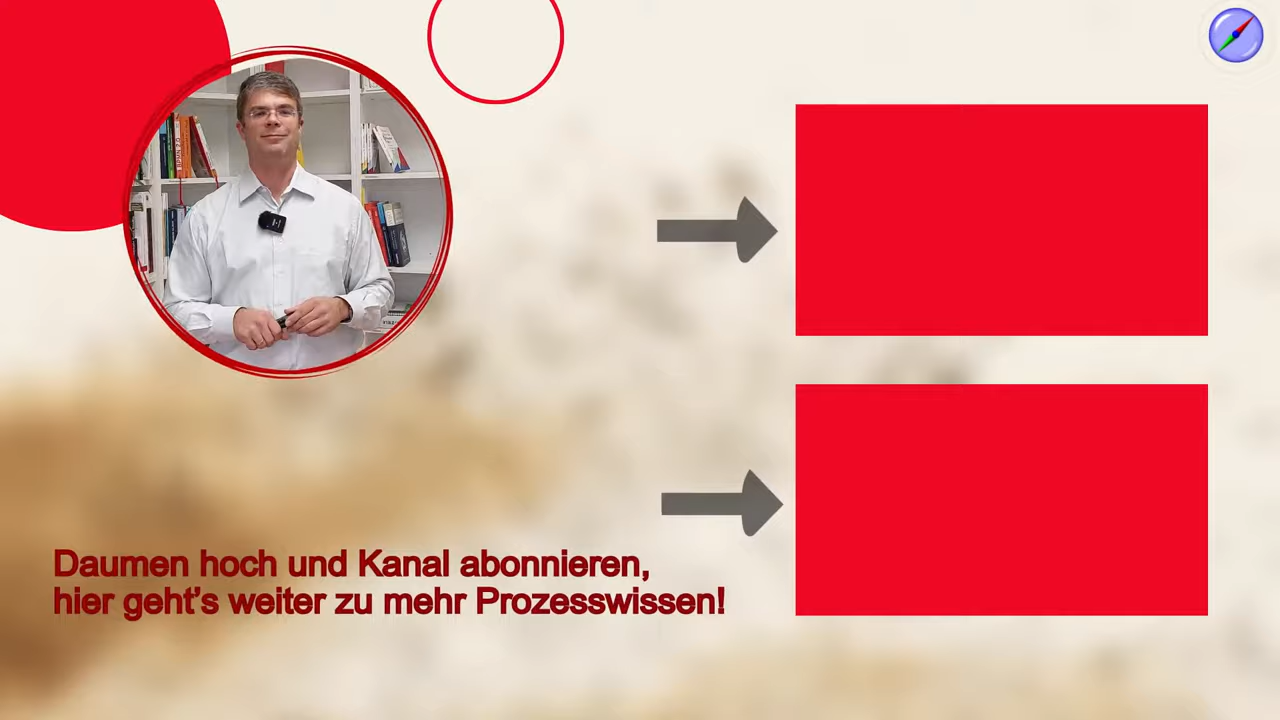 Daumen hoch und Kanal abonnieren,
hier geht's weiter zu mehr Prozesswissen!